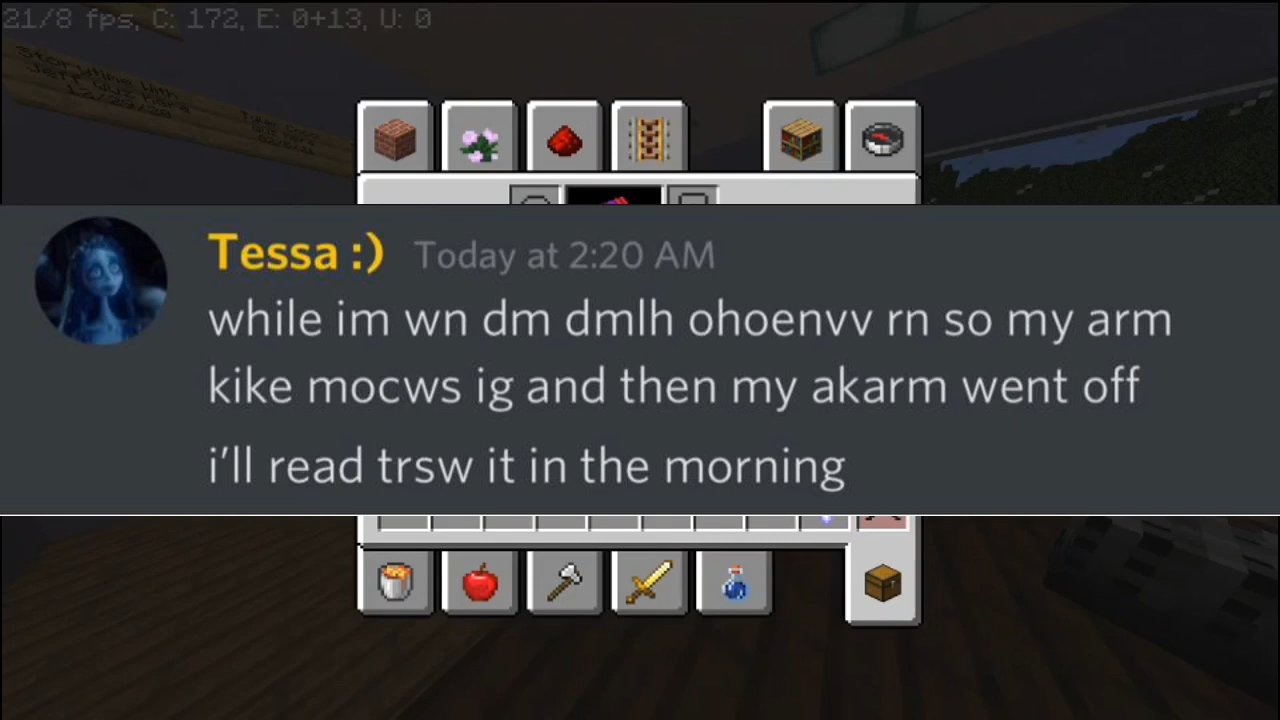 21/8 fps, C: 172, E: 0+13, U: 0
Tessa :) Today at 2:20 AM
while im wn dm dmlh ohoenvv rn so my arm
kike mocws ig and then my akarm went off
i’ll read trsw it in the morning